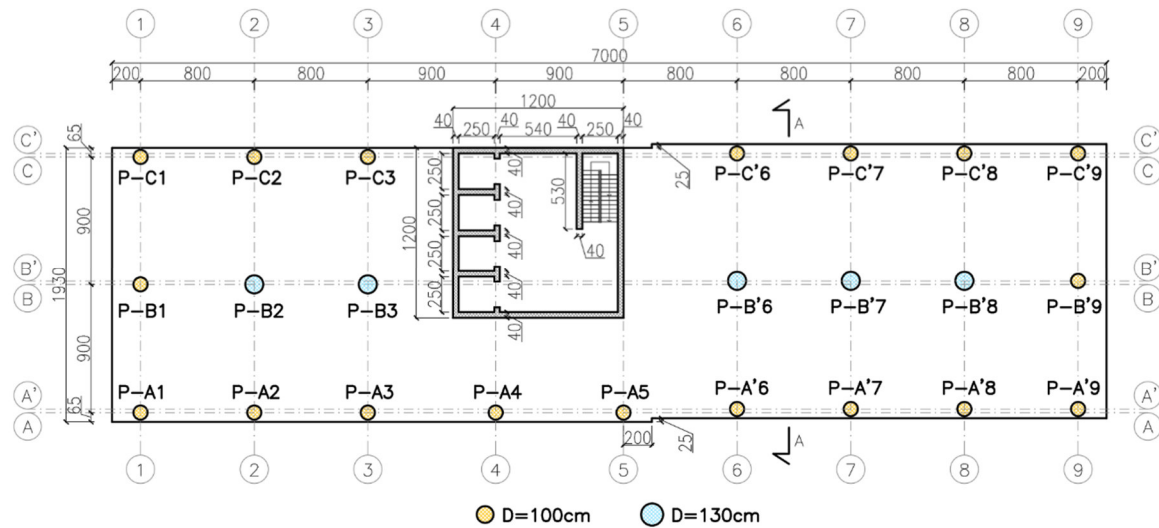 1 2 3 4 5 6 7 8 9
7000
200 800 800 900 900 800 800 800 800 200
1200
40 250 40 540 40 250 40
A
65
C' C
C' C
P-C1 P-C2 P-C3
P-C'6 P-C'7 P-C'8 P-C'9
25
250 40 530
900
250 40
1200
40
250 40
1930
B' B
B' B
P-B1 P-B2 P-B3
P-B'6 P-B'7 P-B'8 P-B'9
250 40
40
900
P-A1 P-A2 P-A3 P-A4 P-A5
P-A'6 P-A'7 P-A'8 P-A'9
A' A
A' A
65
200 25
A
1 2 3 4 5 6 7 8 9
D=100cm D=130cm